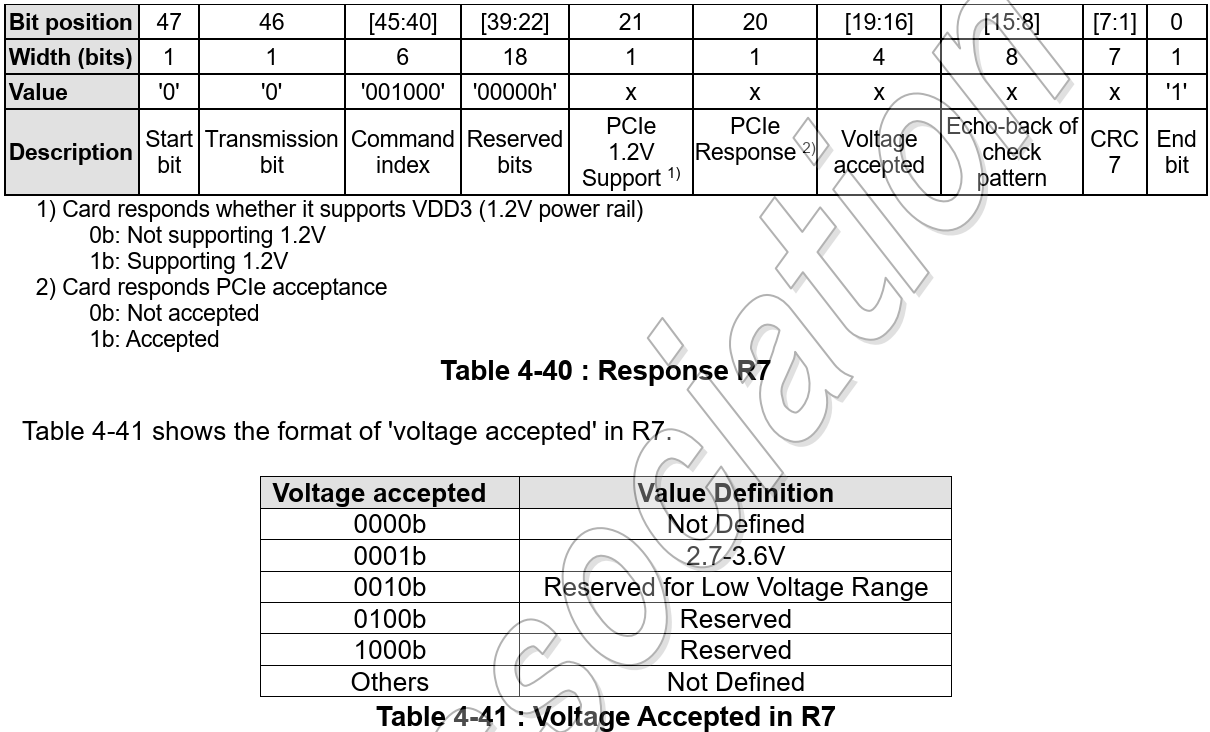 Bit position 47 46 [45:40] [39:22] 21 20 [19:16] [15:8] [7:1] 0
Width (bits) 1 1 6 18 1 1 4 8 7 1
Value '0' '0' '001000' '00000h' x x x x x '1'
Description Start bit Transmission bit Command index Reserved bits PCIe 1.2V Support 1) PCIe Response 2) Voltage accepted Echo-back of check pattern CRC 7 End bit
1) Card responds whether it supports VDD3 (1.2V power rail)
0b: Not supporting 1.2V
1b: Supporting 1.2V
2) Card responds PCIe acceptance
0b: Not accepted
1b: Accepted
Table 4-40 : Response R7
Table 4-41 shows the format of 'voltage accepted' in R7.
Voltage accepted Value Definition
0000b Not Defined
0001b 2.7-3.6V
0010b Reserved for Low Voltage Range
0100b Reserved
1000b Reserved
Others Not Defined
Table 4-41 : Voltage Accepted in R7
sociation